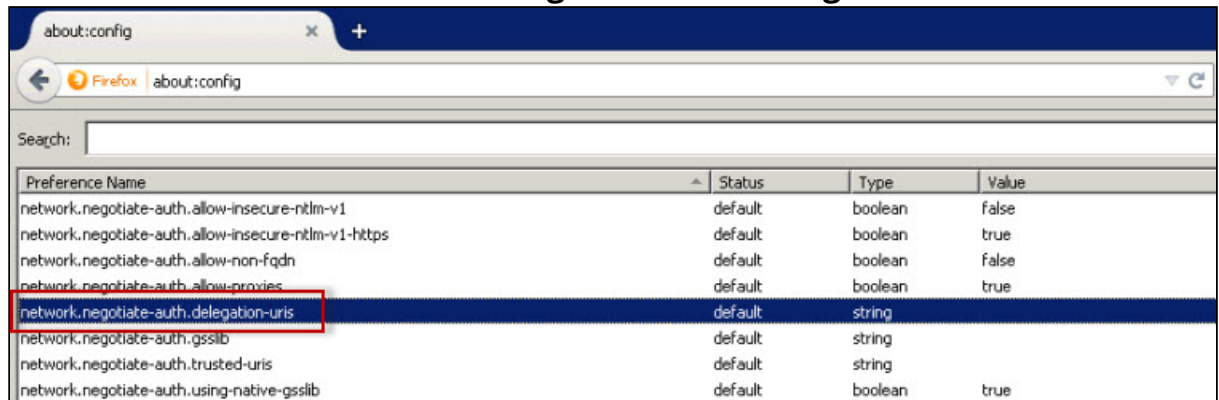 about:config × +
Firefox about:config
Search:
Preference Name Status Type Value
network.negotiate-auth.allow-insecure-ntlm-v1 default boolean false
network.negotiate-auth.allow-insecure-ntlm-v1-https default boolean true
network.negotiate-auth.allow-non-fqdn default boolean false
network.negotiate-auth.allow-proxies default boolean true
network.negotiate-auth.delegation-uris default string
network.negotiate-auth.gsslib default string
network.negotiate-auth.trusted-uris default string
network.negotiate-auth.using-native-gsslib default boolean true